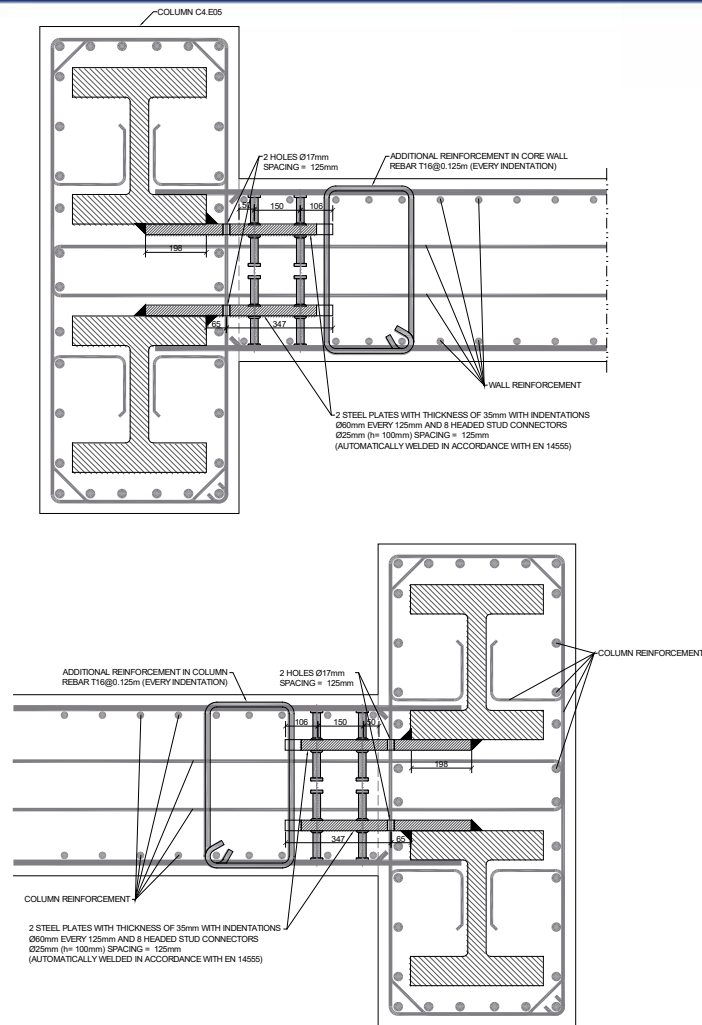 COLUMN C4.E05
2 HOLES Ø17mm
SPACING = 125mm
ADDITIONAL REINFORCEMENT IN CORE WALL
REBAR T16@0.125m (EVERY INDENTATION)
50
150
106
198
65
347
WALL REINFORCEMENT
2 STEEL PLATES WITH THICKNESS OF 35mm WITH INDENTATIONS
Ø60mm EVERY 125mm AND 8 HEADED STUD CONNECTORS
Ø25mm (h= 100mm) SPACING = 125mm
(AUTOMATICALLY WELDED IN ACCORDANCE WITH EN 14555)
COLUMN REINFORCEMENT
ADDITIONAL REINFORCEMENT IN COLUMN
REBAR T16@0.125m (EVERY INDENTATION)
2 HOLES Ø17mm
SPACING = 125mm
106
150
50
198
347
65
COLUMN REINFORCEMENT
2 STEEL PLATES WITH THICKNESS OF 35mm WITH INDENTATIONS
Ø60mm EVERY 125mm AND 8 HEADED STUD CONNECTORS
Ø25mm (h= 100mm) SPACING = 125mm
(AUTOMATICALLY WELDED IN ACCORDANCE WITH EN 14555)